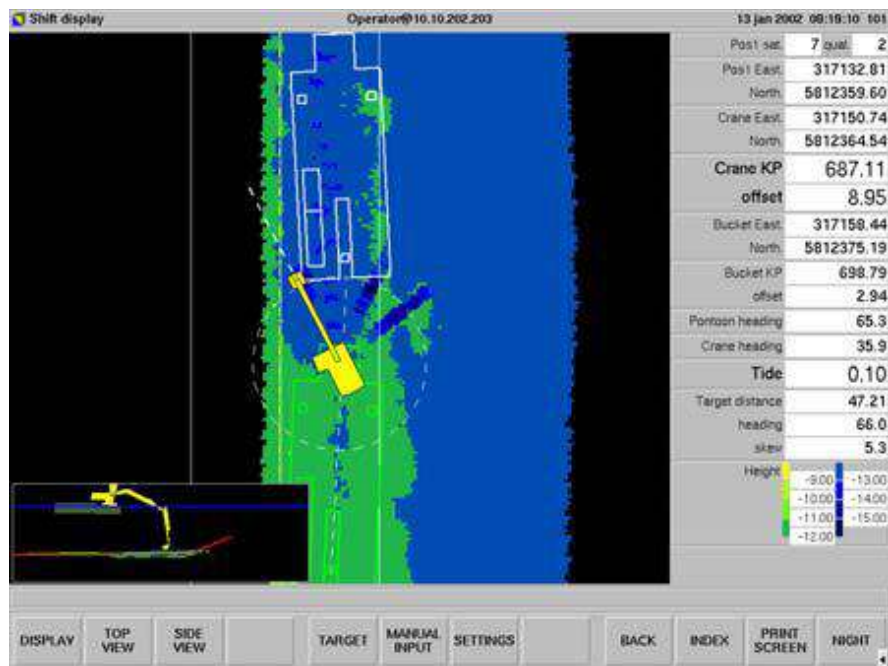 Shift display Operator@10.10.202.203 13 jan 2002 09:19:10 101
Pos1 sat. 7 qual. 2
Pos1 East. 317132.81
North. 5812359.60
Crane East. 317150.74
North. 5812364.54
Crane KP 687.11
offset 8.95
Bucket East. 317158.44
North. 5812375.19
Bucket KP 698.79
offset 2.94
Pontoon heading 65.3
Crane heading 35.9
Tide 0.10
Target distance 47.21
heading 66.0
skew 5.3
Height
-9.00 -13.00
-10.00 -14.00
-11.00 -15.00
-12.00
DISPLAY TOP VIEW SIDE VIEW TARGET MANUAL INPUT SETTINGS BACK INDEX PRINT SCREEN NIGHT